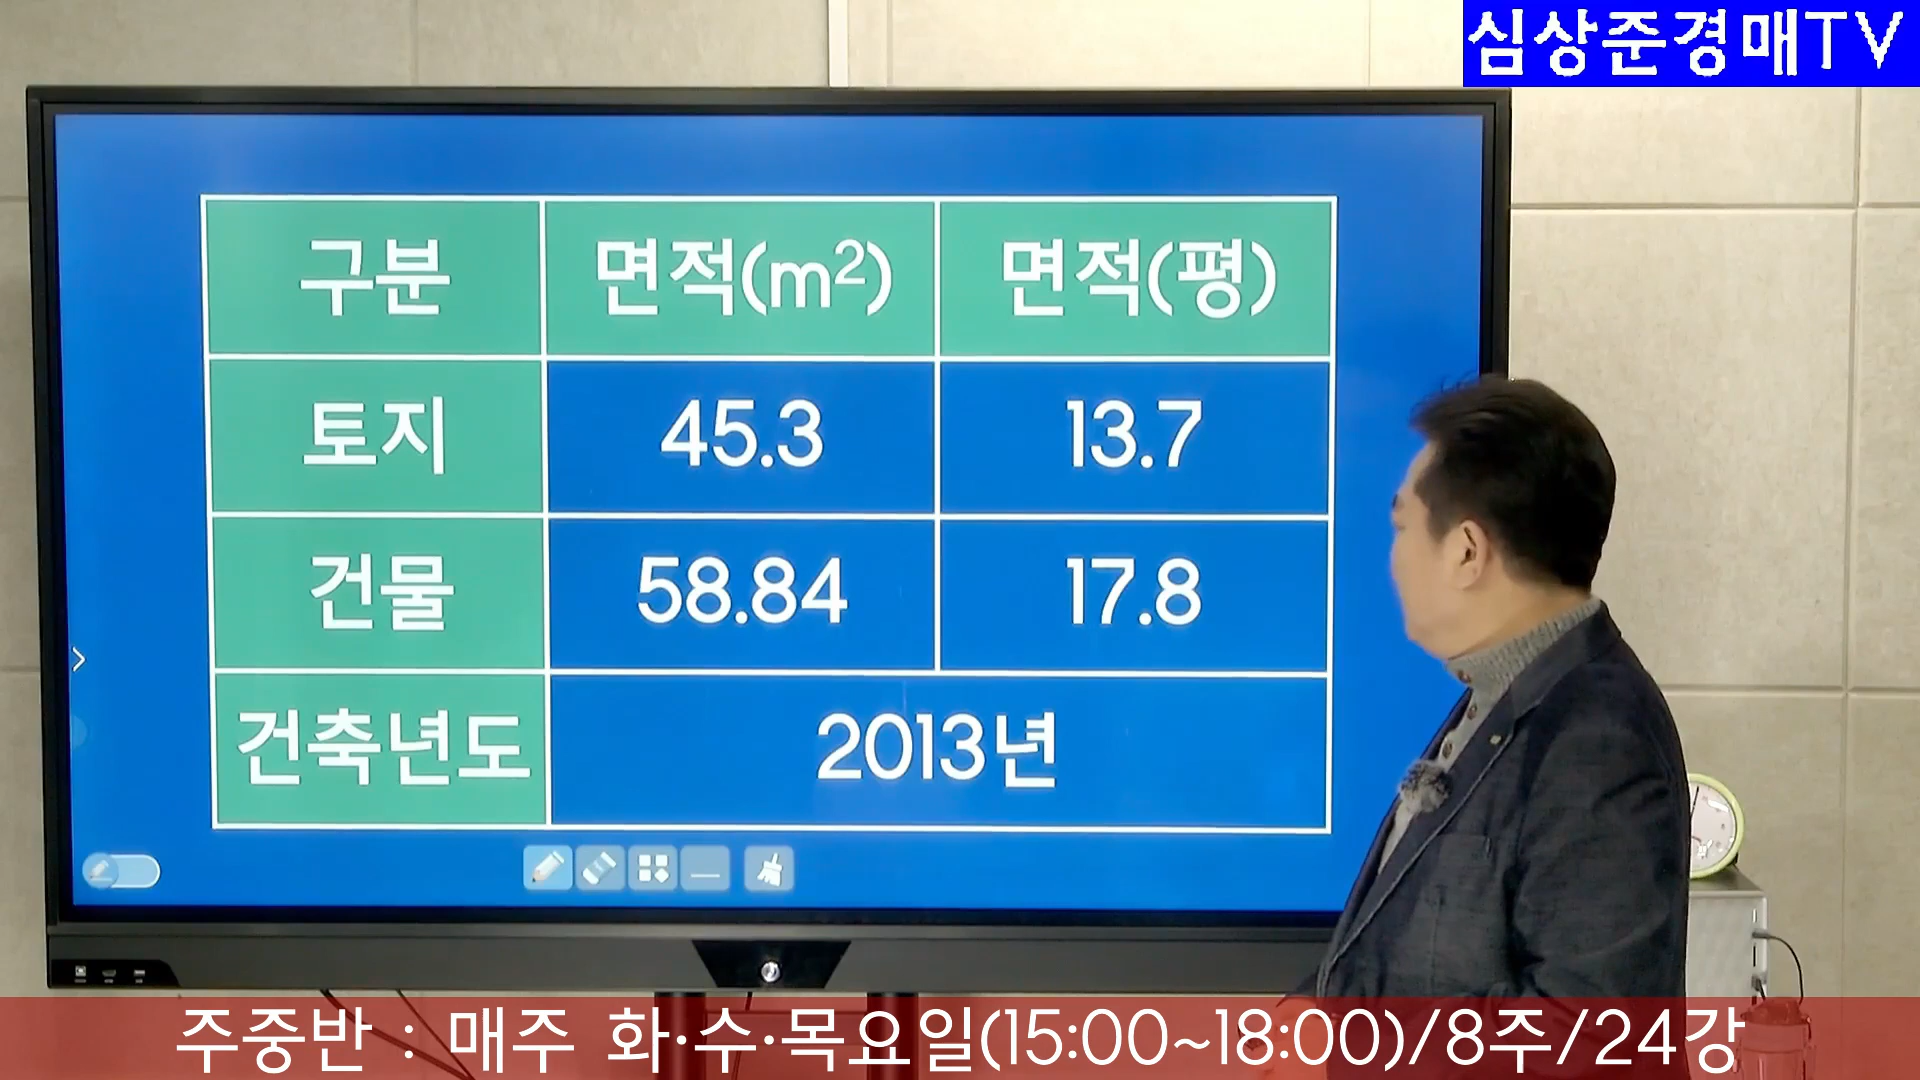 심상준경매TV
구분 면적(m²) 면적(평)
토지 45.3 13.7
건물 58.84 17.8
건축년도 2013년
주중반 : 매주 화·수·목요일(15:00~18:00)/8주/24강